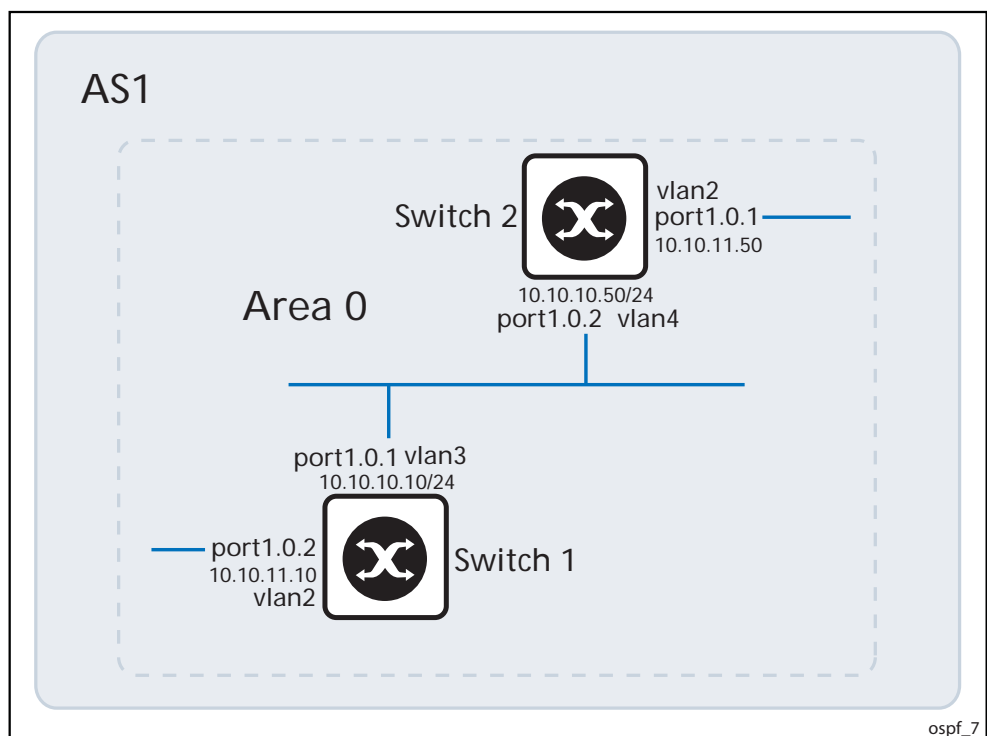 AS1
Switch 2
vlan2
port1.0.1
10.10.11.50
Area 0
10.10.10.50/24
port1.0.2 vlan4
port1.0.1 vlan3
10.10.10.10/24
port1.0.2
10.10.11.10
vlan2
Switch 1
ospf_7